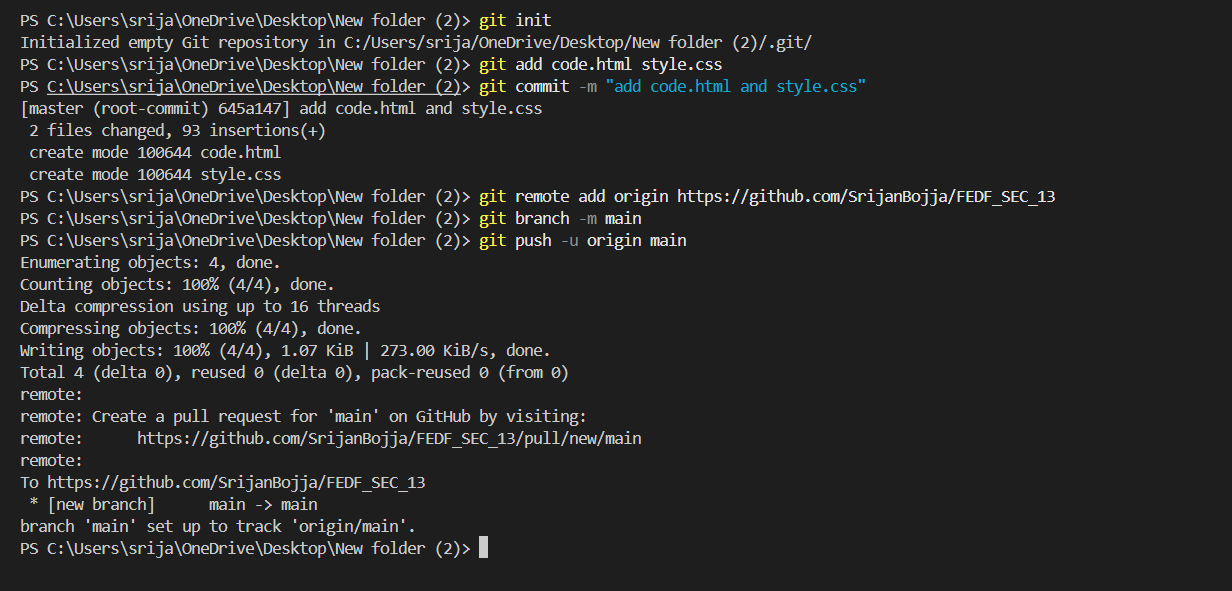 PS C:\Users\srija\OneDrive\Desktop\New folder (2)> git init
Initialized empty Git repository in C:/Users/srija/OneDrive/Desktop/New folder (2)/.git/
PS C:\Users\srija\OneDrive\Desktop\New folder (2)> git add code.html style.css
PS C:\Users\srija\OneDrive\Desktop\New folder (2)> git commit -m "add code.html and style.css"
[master (root-commit) 645a147] add code.html and style.css
 2 files changed, 93 insertions(+)
 create mode 100644 code.html
 create mode 100644 style.css
PS C:\Users\srija\OneDrive\Desktop\New folder (2)> git remote add origin https://github.com/SrijanBojja/FEDF_SEC_13
PS C:\Users\srija\OneDrive\Desktop\New folder (2)> git branch -m main
PS C:\Users\srija\OneDrive\Desktop\New folder (2)> git push -u origin main
Enumerating objects: 4, done.
Counting objects: 100% (4/4), done.
Delta compression using up to 16 threads
Compressing objects: 100% (4/4), done.
Writing objects: 100% (4/4), 1.07 KiB | 273.00 KiB/s, done.
Total 4 (delta 0), reused 0 (delta 0), pack-reused 0 (from 0)
remote:
remote: Create a pull request for 'main' on GitHub by visiting:
remote:      https://github.com/SrijanBojja/FEDF_SEC_13/pull/new/main
remote:
To https://github.com/SrijanBojja/FEDF_SEC_13
 * [new branch]      main -> main
branch 'main' set up to track 'origin/main'.
PS C:\Users\srija\OneDrive\Desktop\New folder (2)>